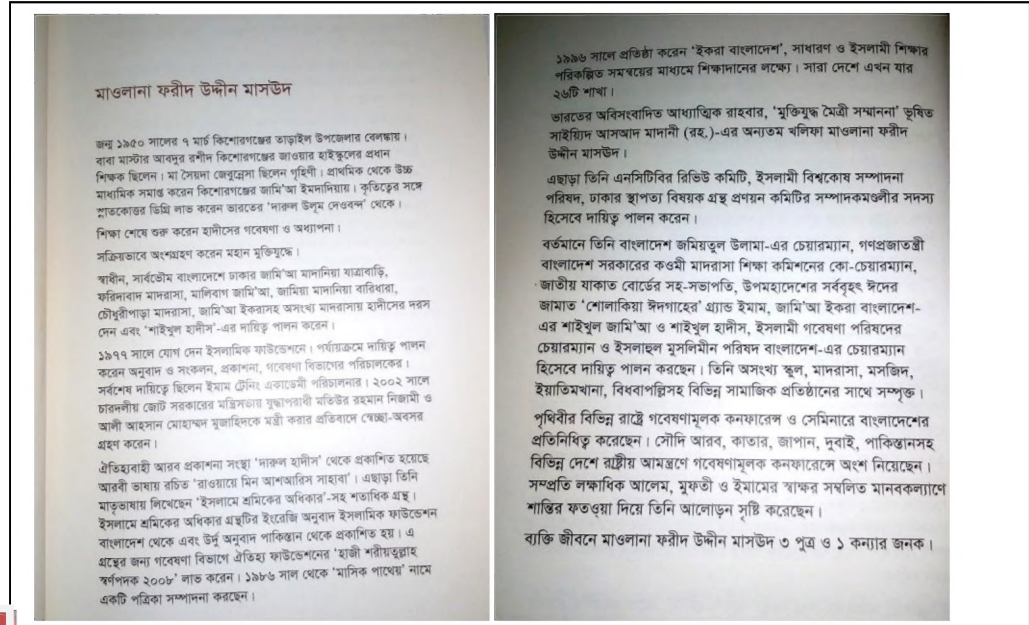 মাওলানা ফরীদ উদ্দীন মাসঊদ
জন্ম ১৯৫০ সালের ৭ মার্চ কিশোরগঞ্জের তাড়াইল উপজেলার বেলঙ্কায়।
বাবা মাস্টার আবদুর রশীদ কিশোরগঞ্জের জাওয়ার হাইস্কুলের প্রধান
শিক্ষক ছিলেন। মা সৈয়দা জেবুন্নেসা ছিলেন গৃহিণী। প্রাথমিক থেকে উচ্চ
মাধ্যমিক সমাপ্ত করেন কিশোরগঞ্জের জামি'আ ইমদাদিয়ায়। কৃতিত্বের সঙ্গে
স্নাতকোত্তর ডিগ্রি লাভ করেন ভারতের 'দারুল উলূম দেওবন্দ' থেকে।
শিক্ষা শেষে শুরু করেন হাদীসের গবেষণা ও অধ্যাপনা।
সক্রিয়ভাবে অংশগ্রহণ করেন মহান মুক্তিযুদ্ধে।
স্বাধীন, সার্বভৌম বাংলাদেশে ঢাকার জামি'আ মাদানিয়া যাত্রাবাড়ি,
ফরিদাবাদ মাদরাসা, মালিবাগ জামি'আ, জামিয়া মাদানিয়া বারিধারা,
চৌধুরীপাড়া মাদরাসা, জামি'আ ইকরাসহ অসংখ্য মাদরাসায় হাদীসের দরস
দেন এবং 'শাইখুল হাদীস'-এর দায়িত্ব পালন করেন।
১৯৭৭ সালে যোগ দেন ইসলামিক ফাউন্ডেশনে। পর্যায়ক্রমে দায়িত্ব পালন
করেন অনুবাদ ও সংকলন, প্রকাশনা, গবেষণা বিভাগের পরিচালকের।
সর্বশেষ দায়িত্বে ছিলেন ইমাম ট্রেনিং একাডেমী পরিচালনার। ২০০২ সালে
চারদলীয় জোট সরকারের মন্ত্রিসভায় যুদ্ধাপরাধী মতিউর রহমান নিজামী ও
আলী আহসান মোহাম্মদ মুজাহিদকে মন্ত্রী করার প্রতিবাদে স্বেচ্ছা-অবসর
গ্রহণ করেন।
ঐতিহ্যবাহী আরব প্রকাশনা সংস্থা 'দারুল হাদীস' থেকে প্রকাশিত হয়েছে
আরবী ভাষায় রচিত 'রাওয়ায়ে মিন আশআরিস সাহাবা'। এছাড়া তিনি
মাতৃভাষায় লিখেছেন 'ইসলামে শ্রমিকের অধিকার'-সহ শতাধিক গ্রন্থ।
ইসলামে শ্রমিকের অধিকার গ্রন্থটির ইংরেজি অনুবাদ ইসলামিক ফাউন্ডেশন
বাংলাদেশ থেকে এবং উর্দু অনুবাদ পাকিস্তান থেকে প্রকাশিত হয়। এ
গ্রন্থের জন্য গবেষণা বিভাগে ঐতিহ্য ফাউন্ডেশনের 'হাজী শরীয়তুল্লাহ
স্বর্ণপদক ২০০৮' লাভ করেন। ১৯৮৬ সাল থেকে 'মাসিক পাথেয়' নামে
একটি পত্রিকা সম্পাদনা করছেন।
১৯৯৬ সালে প্রতিষ্ঠা করেন 'ইকরা বাংলাদেশ', সাধারণ ও ইসলামী শিক্ষার
পরিকল্পিত সমন্বয়ের মাধ্যমে শিক্ষাদানের লক্ষ্যে। সারা দেশে এখন যার
২৬টি শাখা।
ভারতের অবিসংবাদিত আধ্যাত্মিক রাহবার, 'মুক্তিযুদ্ধ মৈত্রী সম্মাননা' ভূষিত
সাইয়্যিদ আসআদ মাদানী (রহ.)-এর অন্যতম খলিফা মাওলানা ফরীদ
উদ্দীন মাসঊদ।
এছাড়া তিনি এনসিটিবির রিভিউ কমিটি, ইসলামী বিশ্বকোষ সম্পাদনা
পরিষদ, ঢাকার স্থাপত্য বিষয়ক গ্রন্থ প্রণয়ন কমিটির সম্পাদকমণ্ডলীর সদস্য
হিসেবে দায়িত্ব পালন করেন।
বর্তমানে তিনি বাংলাদেশ জমিয়তুল উলামা-এর চেয়ারম্যান, গণপ্রজাতন্ত্রী
বাংলাদেশ সরকারের কওমী মাদরাসা শিক্ষা কমিশনের কো-চেয়ারম্যান,
জাতীয় যাকাত বোর্ডের সহ-সভাপতি, উপমহাদেশের সর্ববৃহৎ ঈদের
জামাত 'শোলাকিয়া ঈদগাহের' গ্র্যান্ড ইমাম, জামি'আ ইকরা বাংলাদেশ-
এর শাইখুল জামি'আ ও শাইখুল হাদীস, ইসলামী গবেষণা পরিষদের
চেয়ারম্যান ও ইসলাহুল মুসলিমীন পরিষদ বাংলাদেশ-এর চেয়ারম্যান
হিসেবে দায়িত্ব পালন করছেন। তিনি অসংখ্য স্কুল, মাদরাসা, মসজিদ,
ইয়াতিমখানা, বিধবাপল্লিসহ বিভিন্ন সামাজিক প্রতিষ্ঠানের সাথে সম্পৃক্ত।
পৃথিবীর বিভিন্ন রাষ্ট্রে গবেষণামূলক কনফারেন্স ও সেমিনারে বাংলাদেশের
প্রতিনিধিত্ব করেছেন। সৌদি আরব, কাতার, জাপান, দুবাই, পাকিস্তানসহ
বিভিন্ন দেশে রাষ্ট্রীয় আমন্ত্রণে গবেষণামূলক কনফারেন্সে অংশ নিয়েছেন।
সম্প্রতি লক্ষাধিক আলেম, মুফতী ও ইমামের স্বাক্ষর সম্বলিত মানবকল্যাণে
শান্তির ফতওয়া দিয়ে তিনি আলোড়ন সৃষ্টি করেছেন।
ব্যক্তি জীবনে মাওলানা ফরীদ উদ্দীন মাসঊদ ৩ পুত্র ও ১ কন্যার জনক।